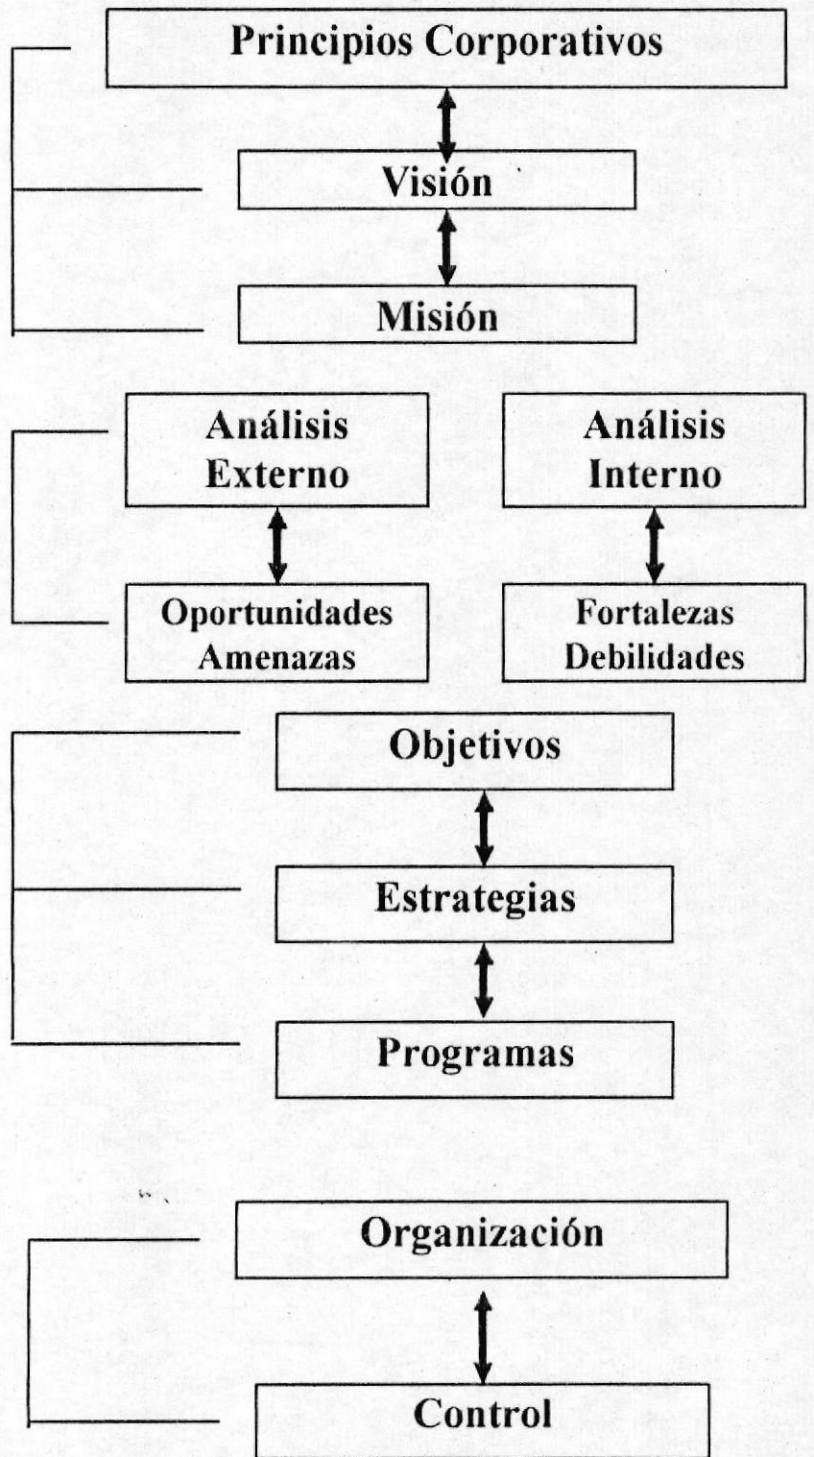 Principios Corporativos
Visión
Misión
Análisis
Externo
Análisis
Interno
Oportunidades
Amenazas
Fortalezas
Debilidades
Objetivos
Estrategias
Programas
Organización
Control